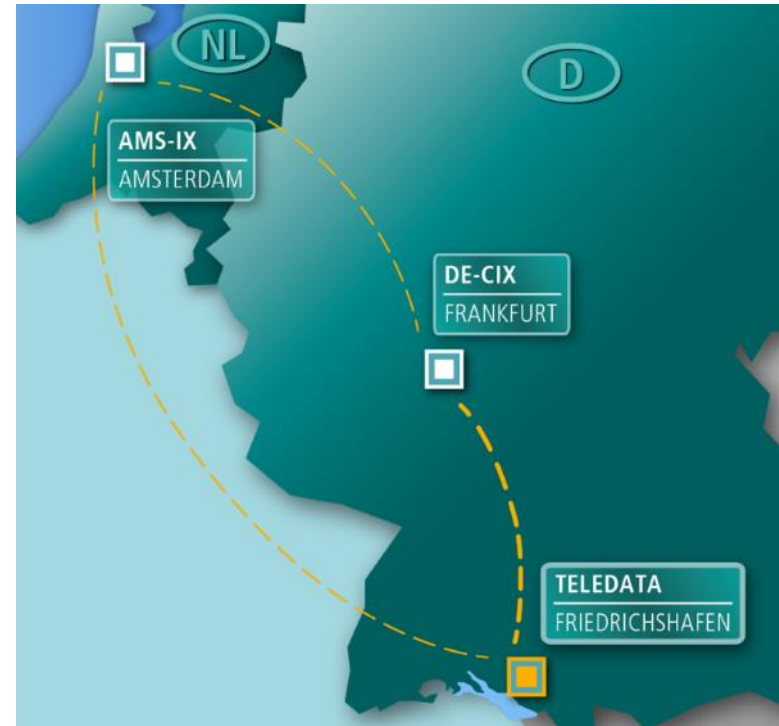 NL
D
AMS-IX
AMSTERDAM
DE-CIX
FRANKFURT
TELEDATA
FRIEDRICHSHAFEN